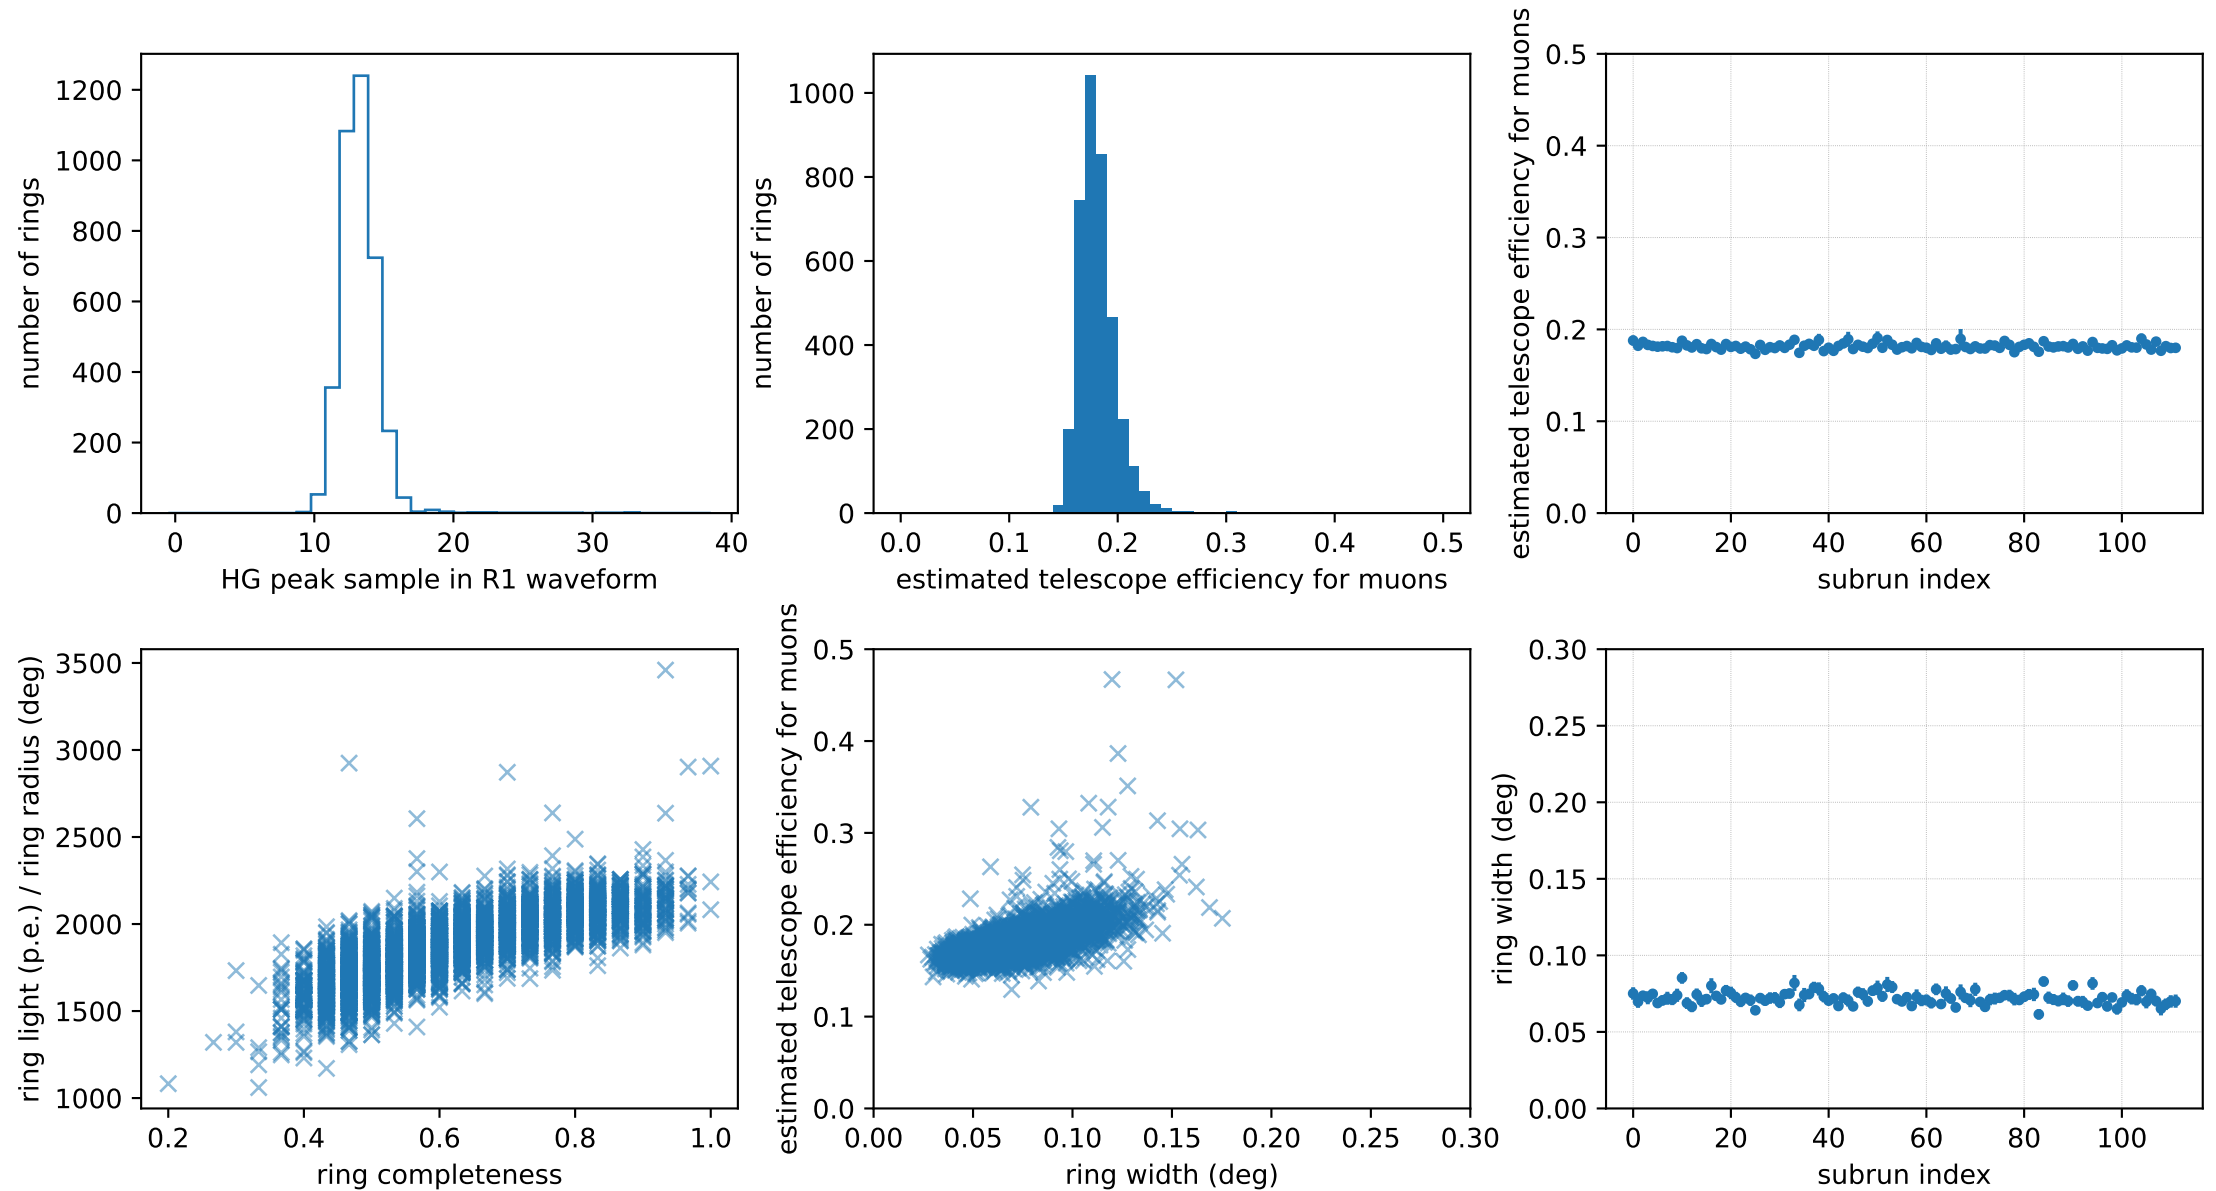 number of rings
1200
1000
800
600
400
200
0
0 10 20 30 40
HG peak sample in R1 waveform
number of rings
1000
800
600
400
200
0
0.0 0.1 0.2 0.3 0.4 0.5
estimated telescope efficiency for muons
estimated telescope efficiency for muons
0.5
0.4
0.3
0.2
0.1
0.0
0 20 40 60 80 100
subrun index
ring light (p.e.) / ring radius (deg)
3500
3000
2500
2000
1500
1000
0.2 0.4 0.6 0.8 1.0
ring completeness
estimated telescope efficiency for muons
0.5
0.4
0.3
0.2
0.1
0.0
0.00 0.05 0.10 0.15 0.20 0.25 0.30
ring width (deg)
ring width (deg)
0.30
0.25
0.20
0.15
0.10
0.05
0.00
0 20 40 60 80 100
subrun index